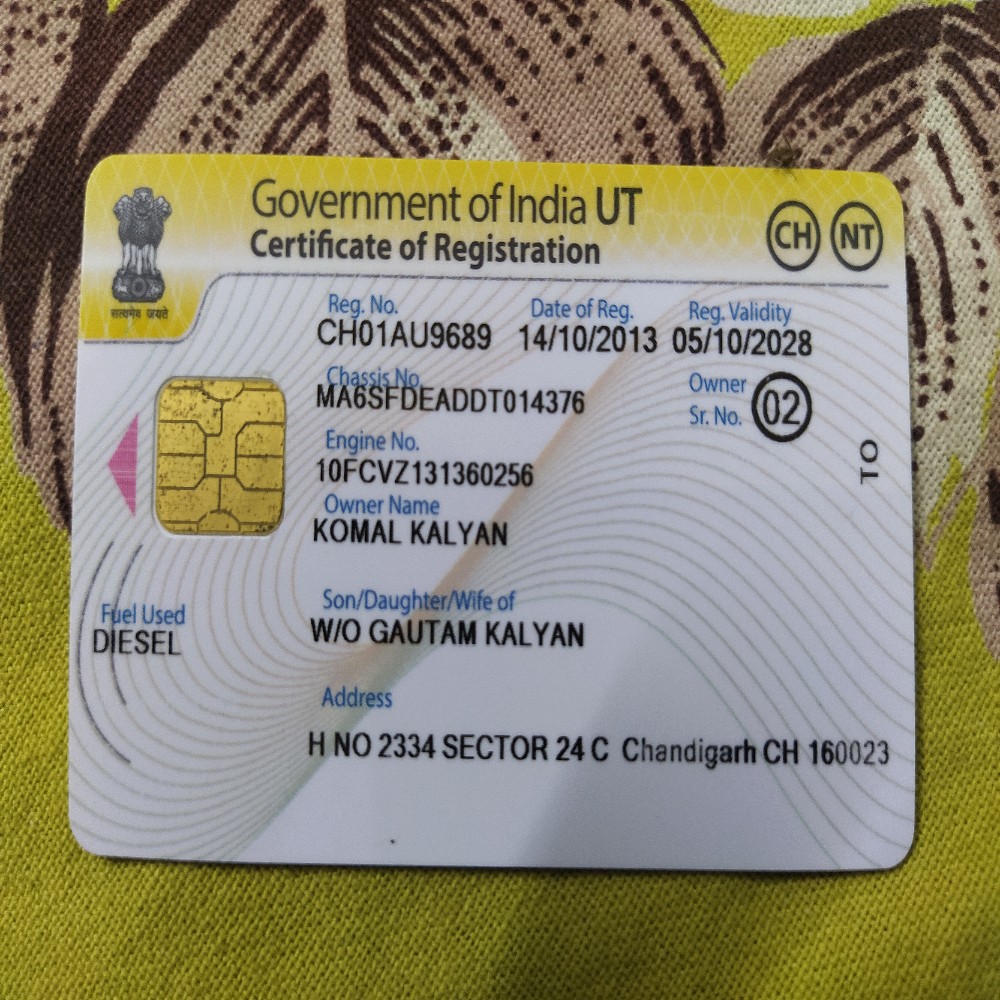 Government of India UT
Certificate of Registration
CH NT
सत्यमेव जयते
Reg. No. Date of Reg. Reg. Validity
CH01AU9689 14/10/2013 05/10/2028
Chassis No.
MA6SFDEADDT014376
Owner
Sr. No. 02
TO
Engine No.
10FCVZ131360256
Owner Name
KOMAL KALYAN
Son/Daughter/Wife of
W/O GAUTAM KALYAN
Fuel Used
DIESEL
Address
H NO 2334 SECTOR 24 C Chandigarh CH 160023